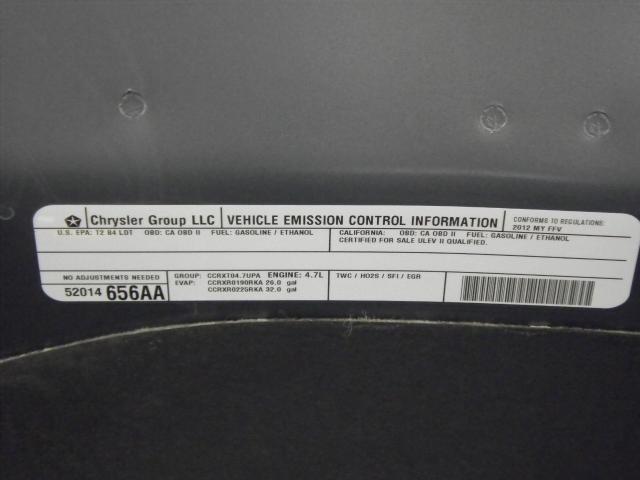 Chrysler Group LLC VEHICLE EMISSION CONTROL INFORMATION CONFORMS TO REGULATIONS:
2012 MY FFV
U.S. EPA: T2 B4 LDT OBD: CA OBD II FUEL: GASOLINE / ETHANOL CALIFORNIA: OBD: CA OBD II FUEL: GASOLINE / ETHANOL
CERTIFIED FOR SALE ULEV II QUALIFIED.
NO ADJUSTMENTS NEEDED GROUP: CCRXT04.7UPA ENGINE: 4.7L TWC / HO2S / SFI / EGR
EVAP: CCRXR0190RKA 26.0 gal
52014 656AA CCRXR0225RKA 32.0 gal